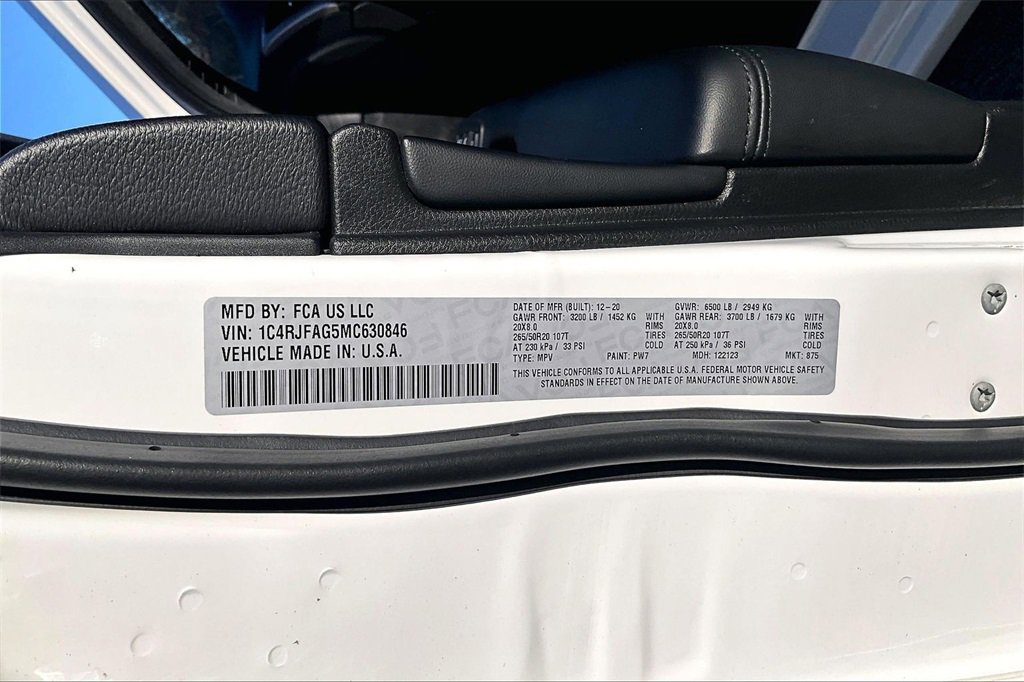 MFD BY: FCA US LLC
VIN: 1C4RJFAG5MC630846
VEHICLE MADE IN: U.S.A.
DATE OF MFR (BUILT): 12-20 GVWR: 6500 LB / 2949 KG
GAWR FRONT: 3200 LB / 1452 KG WITH GAWR REAR: 3700 LB / 1679 KG WITH
20X8.0 RIMS 20X8.0 RIMS
265/50R20 107T TIRES 265/50R20 107T TIRES
AT 230 kPa / 33 PSI COLD AT 250 kPa / 36 PSI COLD
TYPE: MPV PAINT: PW7 MDH: 122123 MKT: 875
THIS VEHICLE CONFORMS TO ALL APPLICABLE U.S.A. FEDERAL MOTOR VEHICLE SAFETY
STANDARDS IN EFFECT ON THE DATE OF MANUFACTURE SHOWN ABOVE.